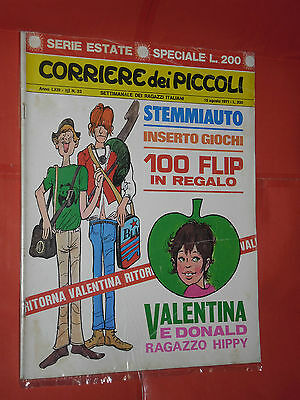 SERIE ESTATE SPECIALE L. 200
CORRIERE dei PICCOLI
SETTIMANALE DEI RAGAZZI ITALIANI
STEMMIAUTO
INSERTO GIOCHI
100 FLIP
IN REGALO
RITORNA VALENTINA RITOR
VALENTINA
E DONALD
RAGAZZO HIPPY